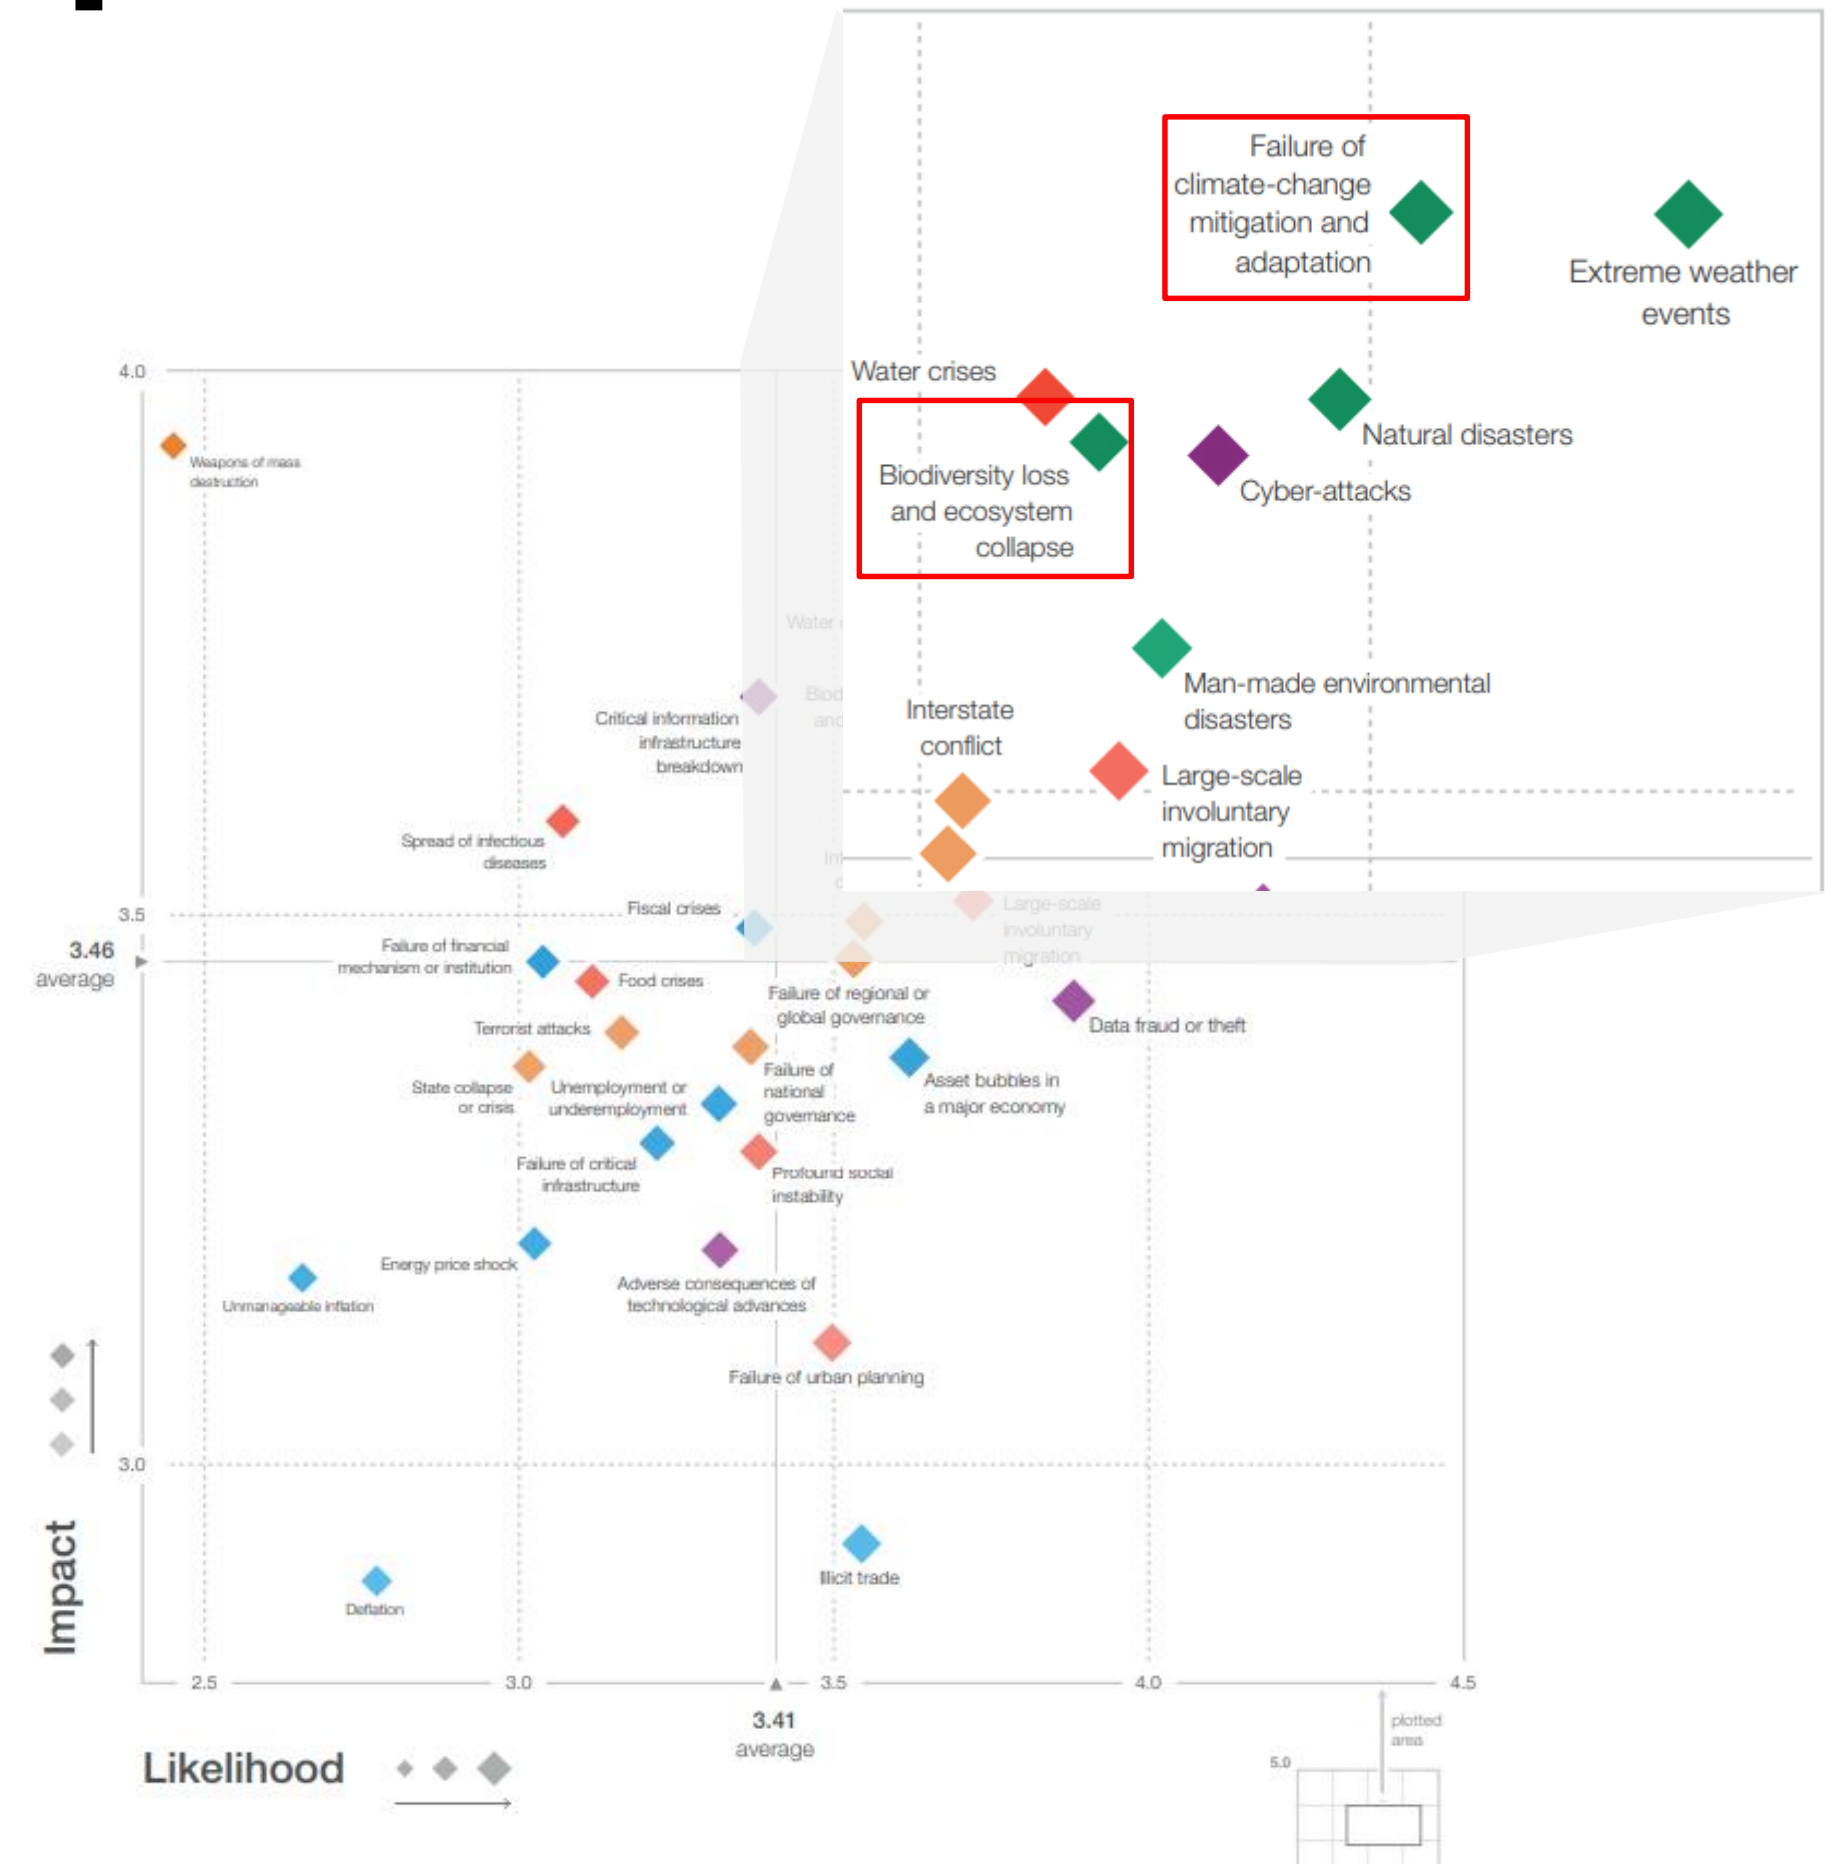 Failure of
climate-change
mitigation and
adaptation
Extreme weather
events
Water crises
Natural disasters
Biodiversity loss
and ecosystem
collapse
Cyber-attacks
Man-made environmental
disasters
Interstate
conflict
Large-scale
involuntary
migration
4.0
Weapons of mass
destruction
Water
Biod
and
Critical information
infrastructure
breakdown
Spread of infectious
diseases
3.5
Fiscal crises
Large-scale
involuntary
migration
3.46
average
Failure of financial
mechanism or institution
Food crises
Failure of regional or
global governance
Data fraud or theft
Terrorist attacks
State collapse
or crisis
Unemployment or
underemployment
Failure of
national
governance
Asset bubbles in
a major economy
Failure of critical
infrastructure
Profound social
instability
Energy price shock
Unmanageable inflation
Adverse consequences of
technological advances
Failure of urban planning
3.0
Impact
Illicit trade
Deflation
2.5
3.0
3.5
4.0
4.5
3.41
average
plotted
area
Likelihood
5.0